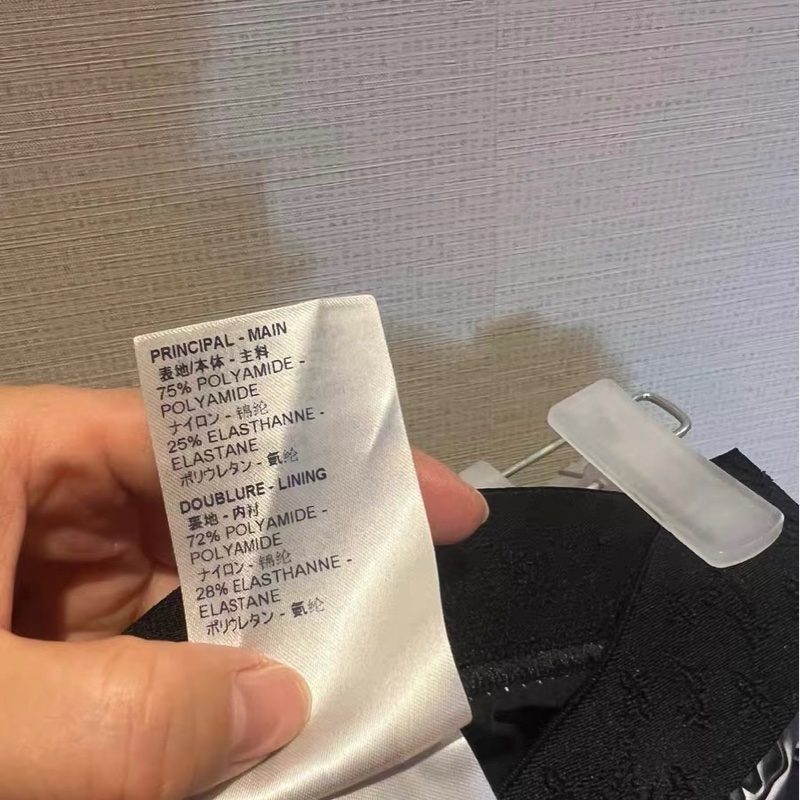 PRINCIPAL - MAIN
表地/本体 - 主料
75% POLYAMIDE -
POLYAMIDE
ナイロン - 锦纶
25% ELASTHANNE -
ELASTANE
ポリウレタン - 氨纶
DOUBLURE - LINING
裏地 - 内衬
72% POLYAMIDE -
POLYAMIDE
ナイロン - 锦纶
28% ELASTHANNE -
ELASTANE
ポリウレタン - 氨纶